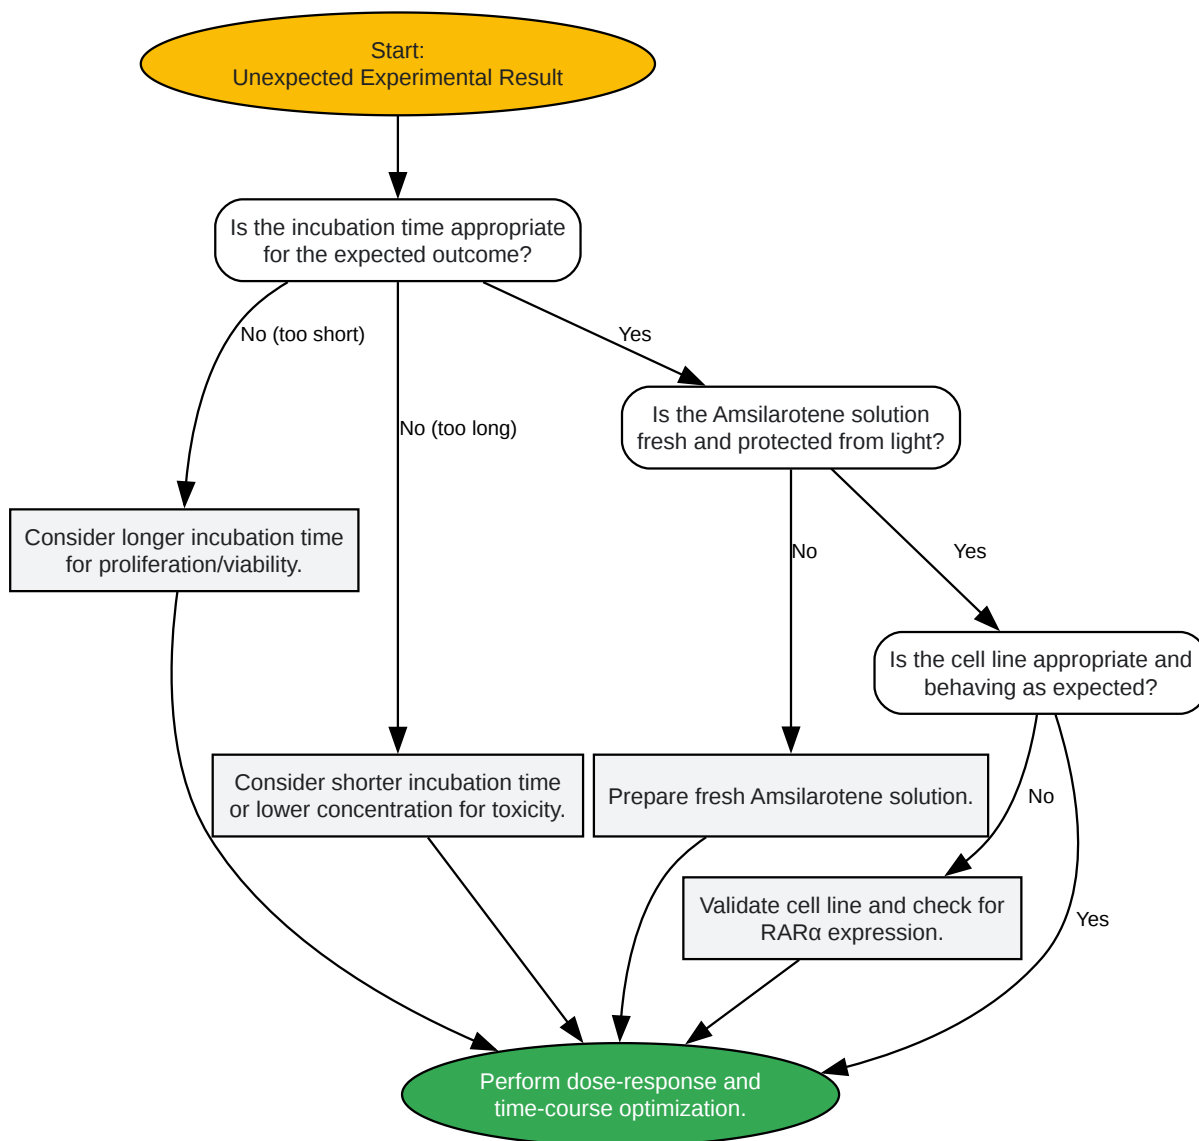 Start:
Unexpected Experimental Result
Is the incubation time appropriate
for the expected outcome?
No (too short)
Yes
Is the Amsilarotene solution
fresh and protected from light?
No (too long)
Consider longer incubation time
for proliferation/viability.
No
Yes
Is the cell line appropriate and
behaving as expected?
Consider shorter incubation time
or lower concentration for toxicity.
Prepare fresh Amsilarotene solution.
No
Validate cell line and check for
RARα expression.
Yes
Perform dose-response and
time-course optimization.